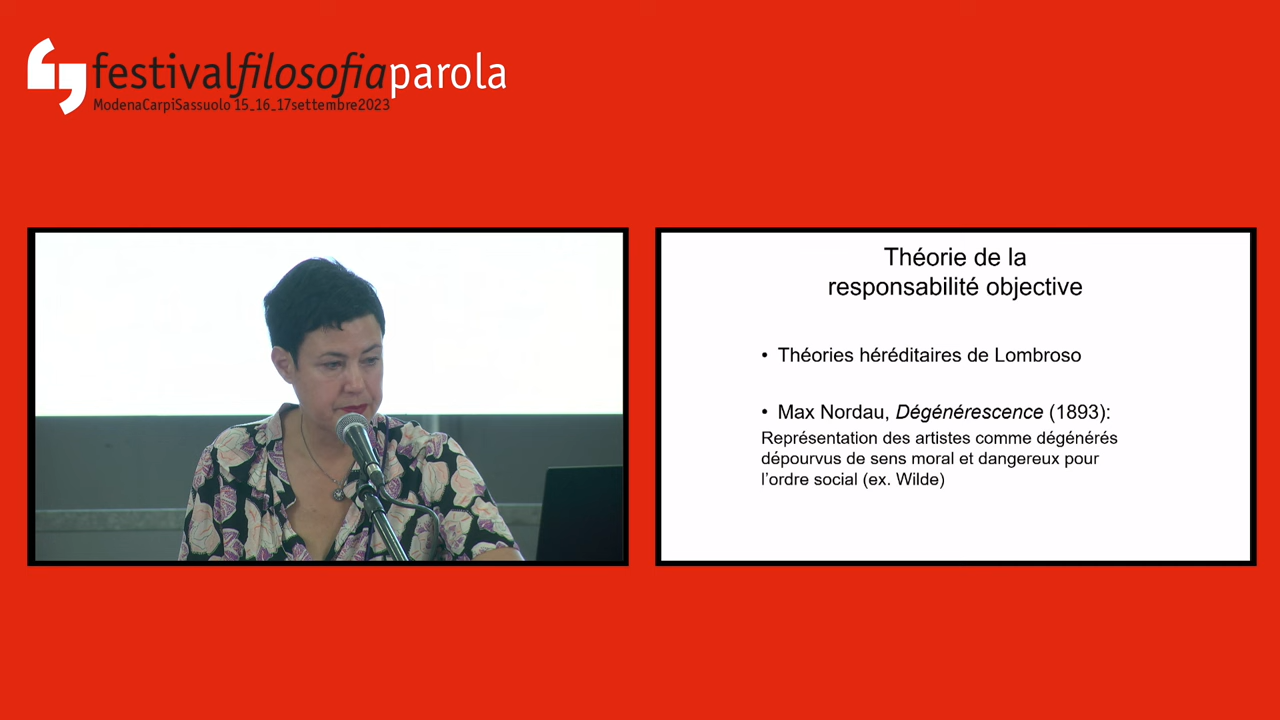 festivalfilosofiaparola
ModenaCarpiSassuolo 15_16_17settembre2023
Théorie de la
responsabilité objective
• Théories héréditaires de Lombroso
• Max Nordau, Dégénérescence (1893):
Représentation des artistes comme dégénérés
dépourvus de sens moral et dangereux pour
l'ordre social (ex. Wilde)